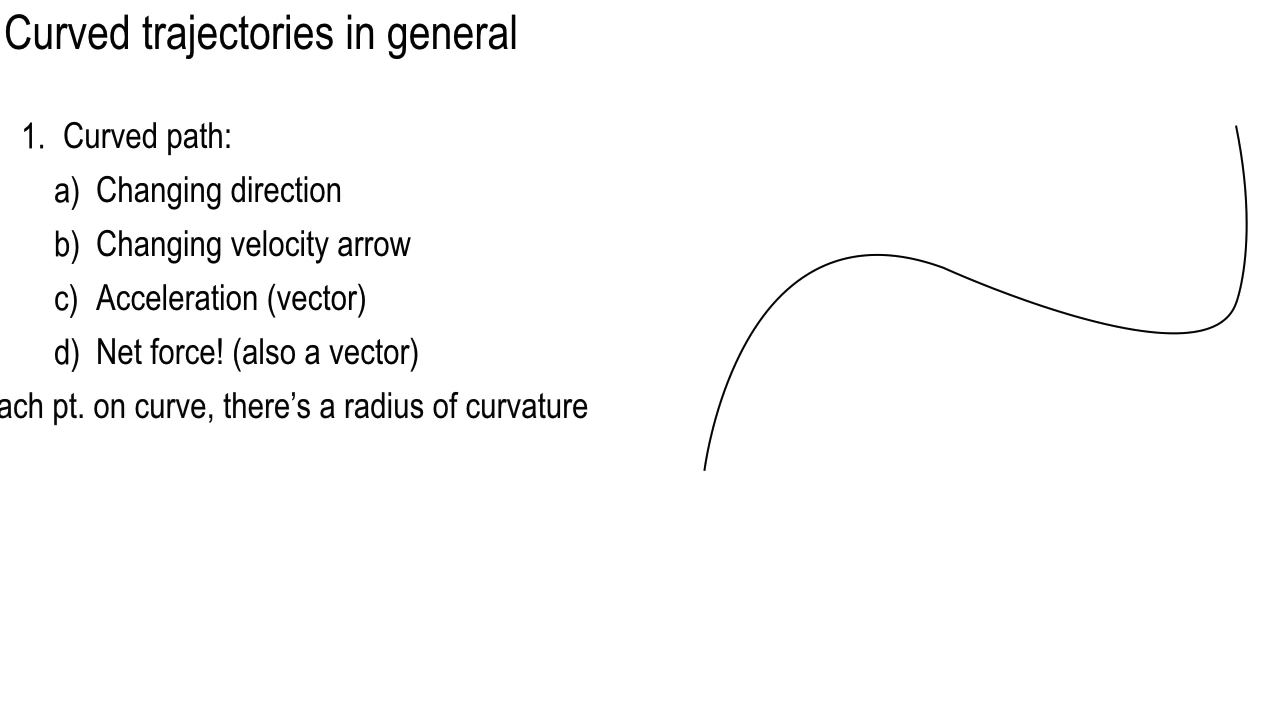 Curved trajectories in general
1. Curved path:
a) Changing direction
b) Changing velocity arrow
c) Acceleration (vector)
d) Net force! (also a vector)
ach pt. on curve, there’s a radius of curvature